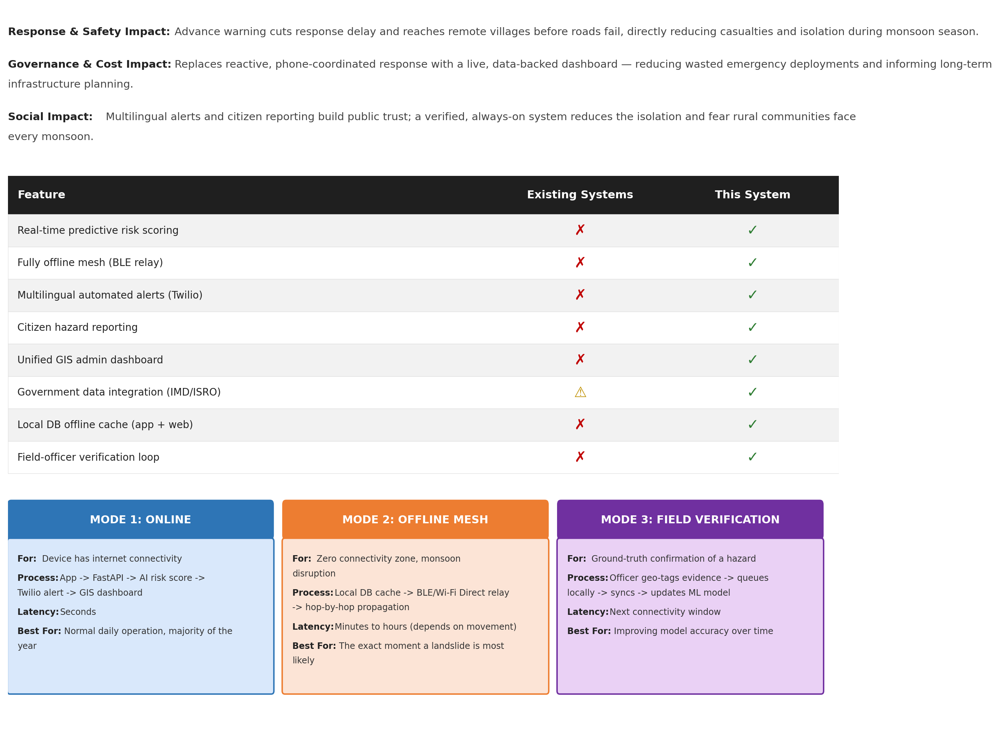 Response & Safety Impact: Advance warning cuts response delay and reaches remote villages before roads fail, directly reducing casualties and isolation during monsoon season.
Governance & Cost Impact: Replaces reactive, phone-coordinated response with a live, data-backed dashboard — reducing wasted emergency deployments and informing long-term
infrastructure planning.
Social Impact: Multilingual alerts and citizen reporting build public trust; a verified, always-on system reduces the isolation and fear rural communities face
every monsoon.
Feature Existing Systems This System
Real-time predictive risk scoring ✗ ✓
Fully offline mesh (BLE relay) ✗ ✓
Multilingual automated alerts (Twilio) ✗ ✓
Citizen hazard reporting ✗ ✓
Unified GIS admin dashboard ✗ ✓
Government data integration (IMD/ISRO) ⚠ ✓
Local DB offline cache (app + web) ✗ ✓
Field-officer verification loop ✗ ✓
MODE 1: ONLINE
For: Device has internet connectivity
Process: App -> FastAPI -> AI risk score ->
Twilio alert -> GIS dashboard
Latency: Seconds
Best For: Normal daily operation, majority of the
year
MODE 2: OFFLINE MESH
For: Zero connectivity zone, monsoon
disruption
Process: Local DB cache -> BLE/Wi-Fi Direct relay
-> hop-by-hop propagation
Latency: Minutes to hours (depends on movement)
Best For: The exact moment a landslide is most
likely
MODE 3: FIELD VERIFICATION
For: Ground-truth confirmation of a hazard
Process: Officer geo-tags evidence -> queues
locally -> syncs -> updates ML model
Latency: Next connectivity window
Best For: Improving model accuracy over time